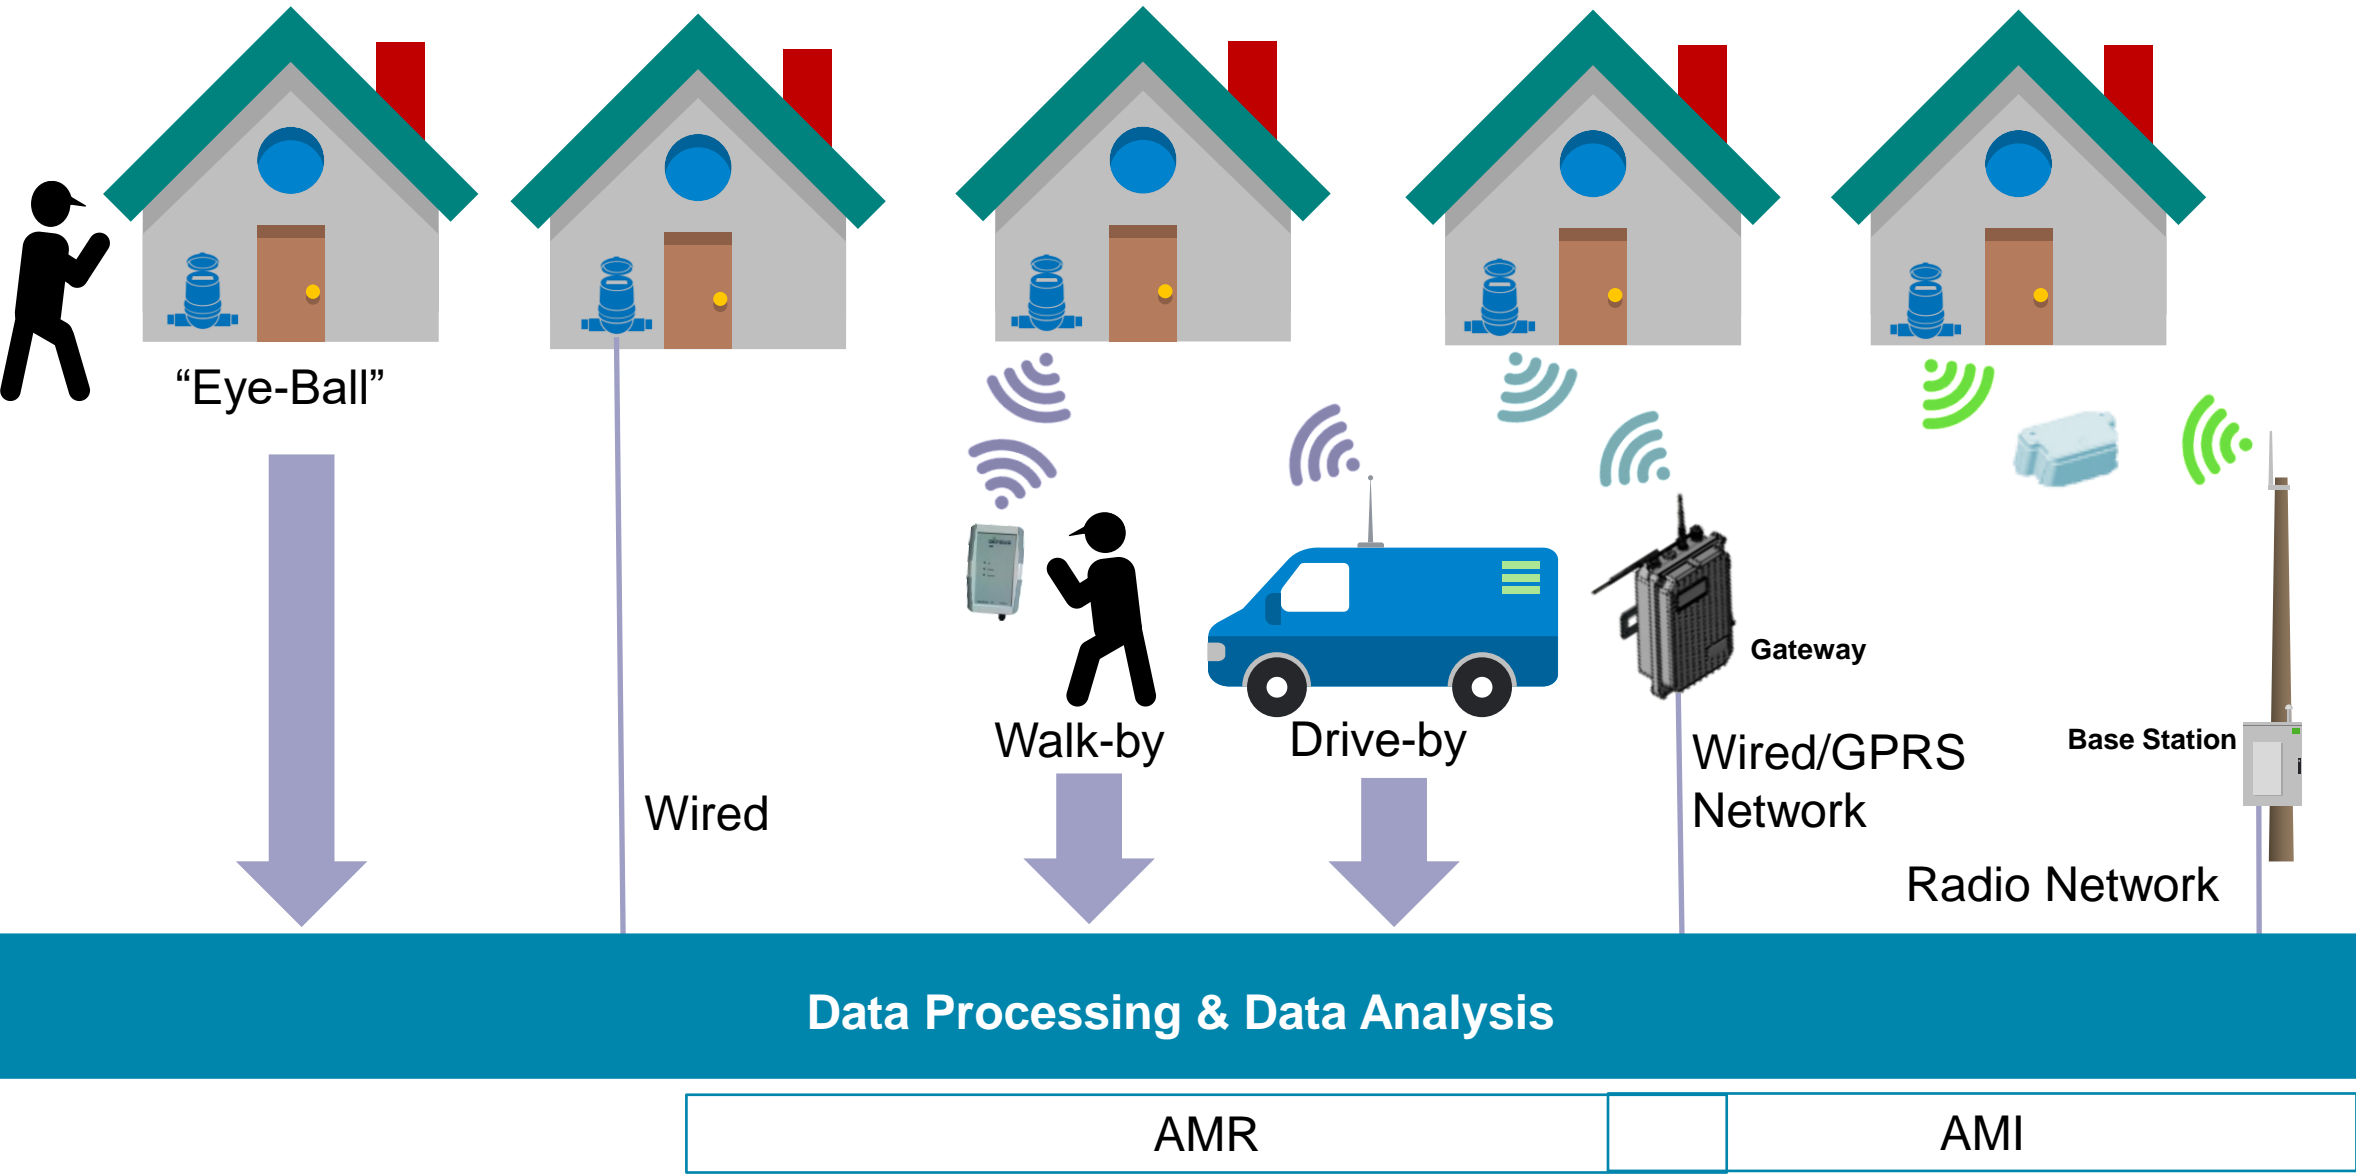 “Eye-Ball”
Wired
Walk-by
Drive-by
Gateway
Wired/GPRS
Network
Base Station
Radio Network
Data Processing & Data Analysis
AMR
AMI